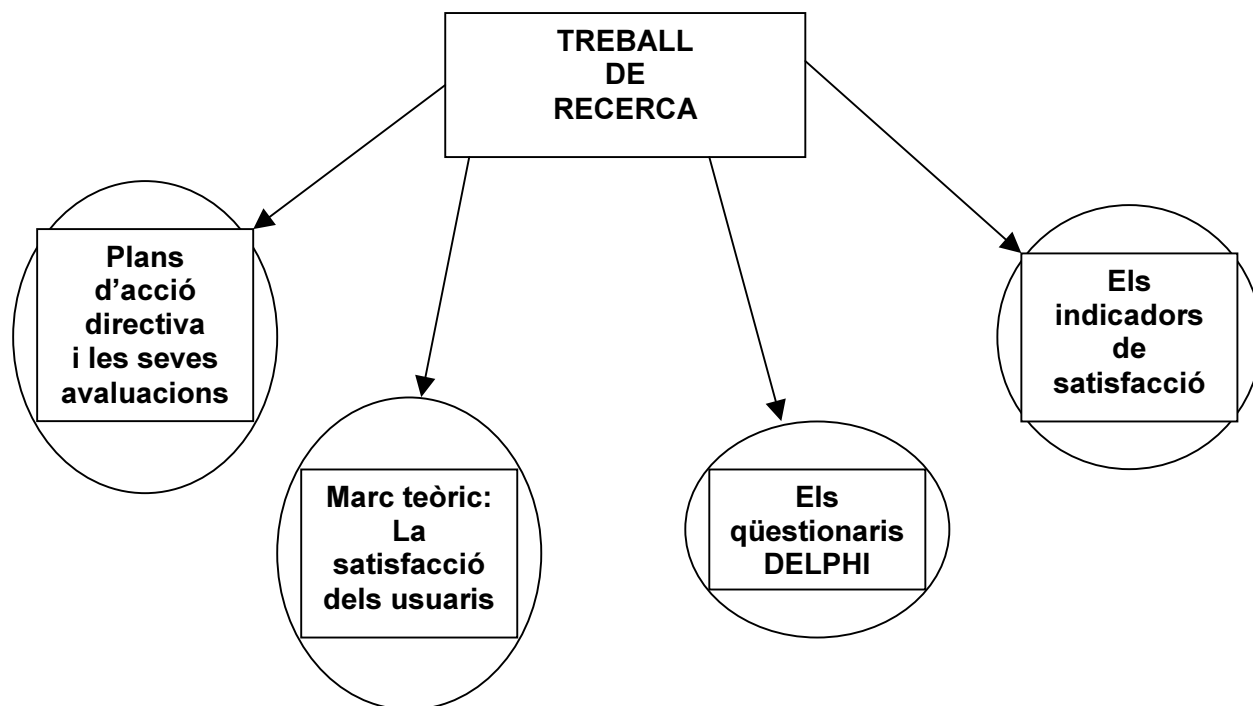 TREBALL
DE
RECERCA
Plans
d’acció
directiva
i les seves
avaluacions
Marc teòric:
La
satisfacció
dels usuaris
Els
qüestionaris
DELPHI
Els
indicadors
de
satisfacció